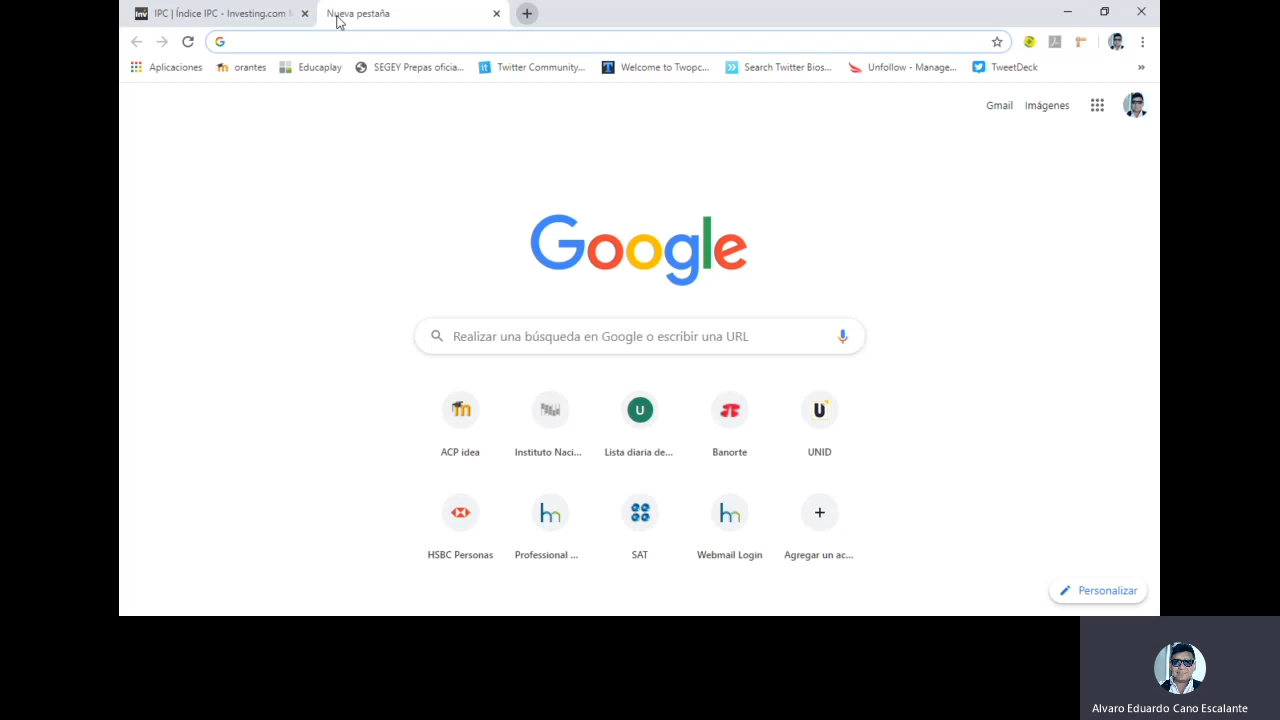 IPC | Índice IPC - Investing.com
Nueva pestaña
Aplicaciones
orantes
Educaplay
SEGEY Prepas oficia...
Twitter Community...
Welcome to Twopc...
Search Twitter Bios...
Unfollow - Manage...
TweetDeck
»
Gmail
Imágenes
Google
Realizar una búsqueda en Google o escribir una URL
U
ACP idea
Instituto Naci...
Lista diaria de...
Banorte
UNID
HSBC Personas
Professional ...
SAT
Webmail Login
Agregar un ac...
Personalizar
Alvaro Eduardo Cano Escalante